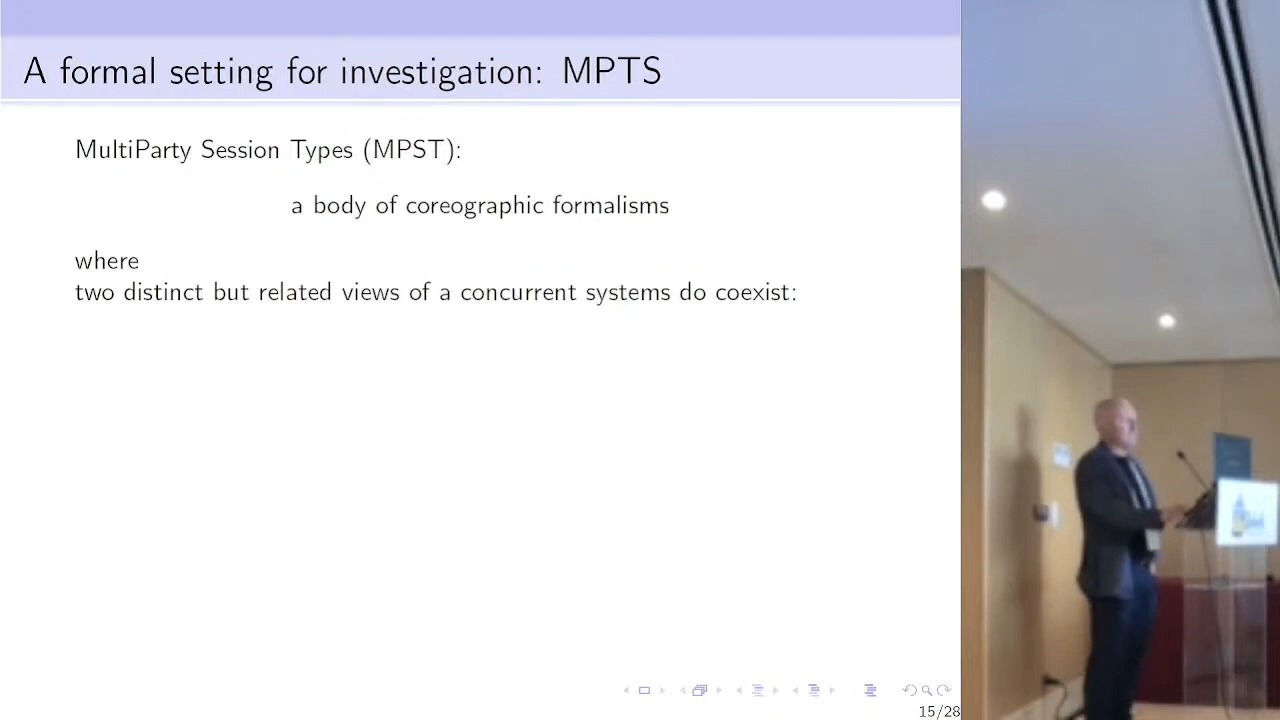 A formal setting for investigation: MPTS
MultiParty Session Types (MPST):
a body of coreographic formalisms
where
two distinct but related views of a concurrent systems do coexist:
15/28